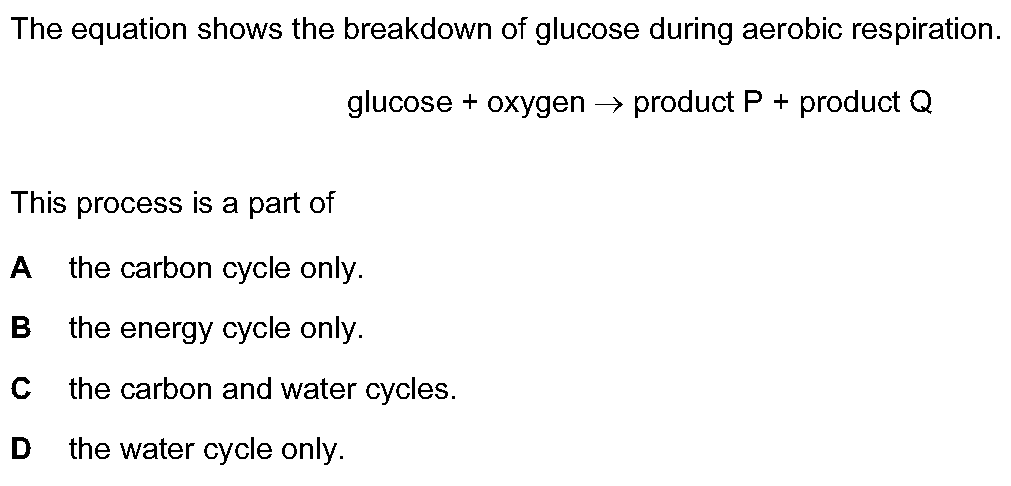 The equation shows the breakdown of glucose during aerobic respiration.
glucose + oxygen → product P + product Q
This process is a part of
A the carbon cycle only.
B the energy cycle only.
C the carbon and water cycles.
D the water cycle only.